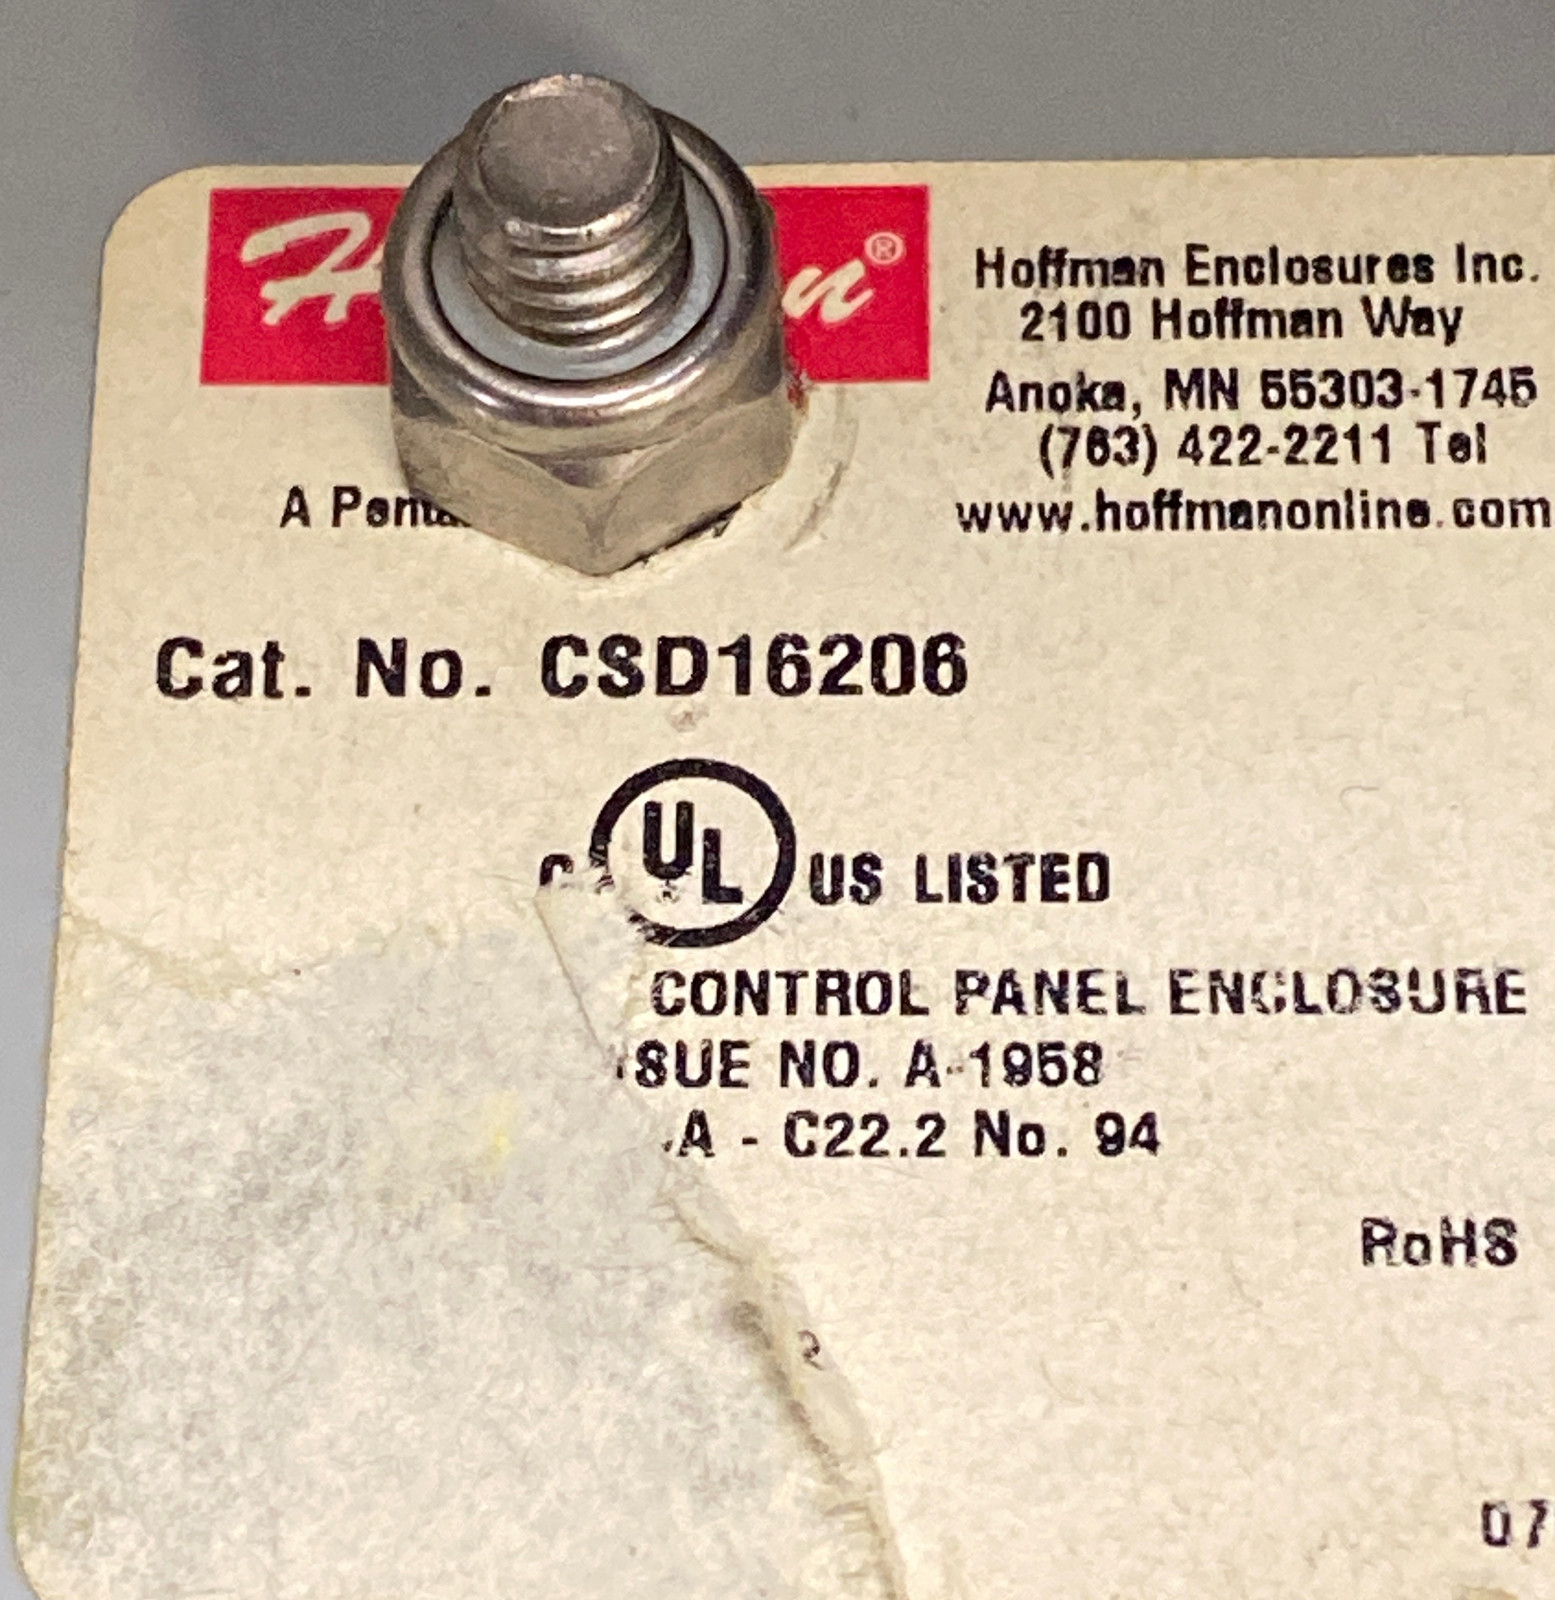 Hoffman Enclosures Inc.
2100 Hoffman Way
Anoka, MN 55303-1745
(763) 422-2211 Tel
www.hoffmanonline.com
A
Cat. No. CSD16206
UL
US LISTED
CONTROL PANEL ENCLOSURE
NO. A-1958
- C22.2 No. 94
RoHS
07